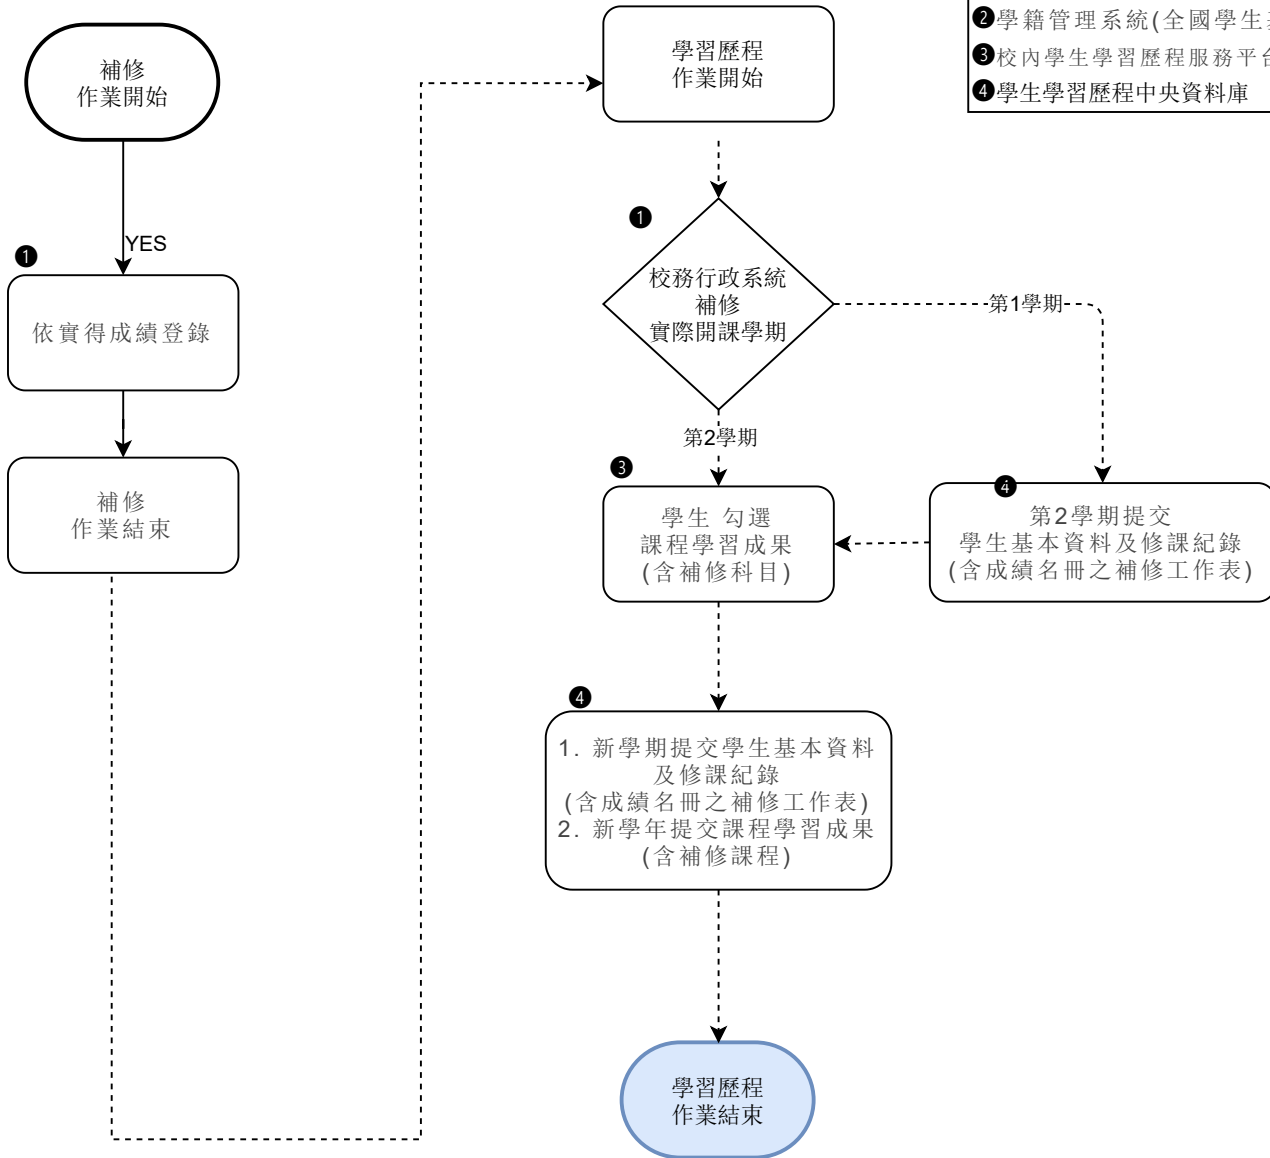 補修
作業開始
YES
❶
依實得成績登錄
補修
作業結束
學習歷程
作業開始
❷學籍管理系統(全國學生
❸校內學生學習歷程服務平台
❹學生學習歷程中央資料庫
❶
校務行政系統
補修
實際開課學期
第1學期
第2學期
❸
學生 勾選
課程學習成果
(含補修科目)
❹
第2學期提交
學生基本資料及修課紀錄
(含成績名冊之補修工作表)
❹
1. 新學期提交學生基本資料
及修課紀錄
(含成績名冊之補修工作表)
2. 新學年提交課程學習成果
(含補修課程)
學習歷程
作業結束